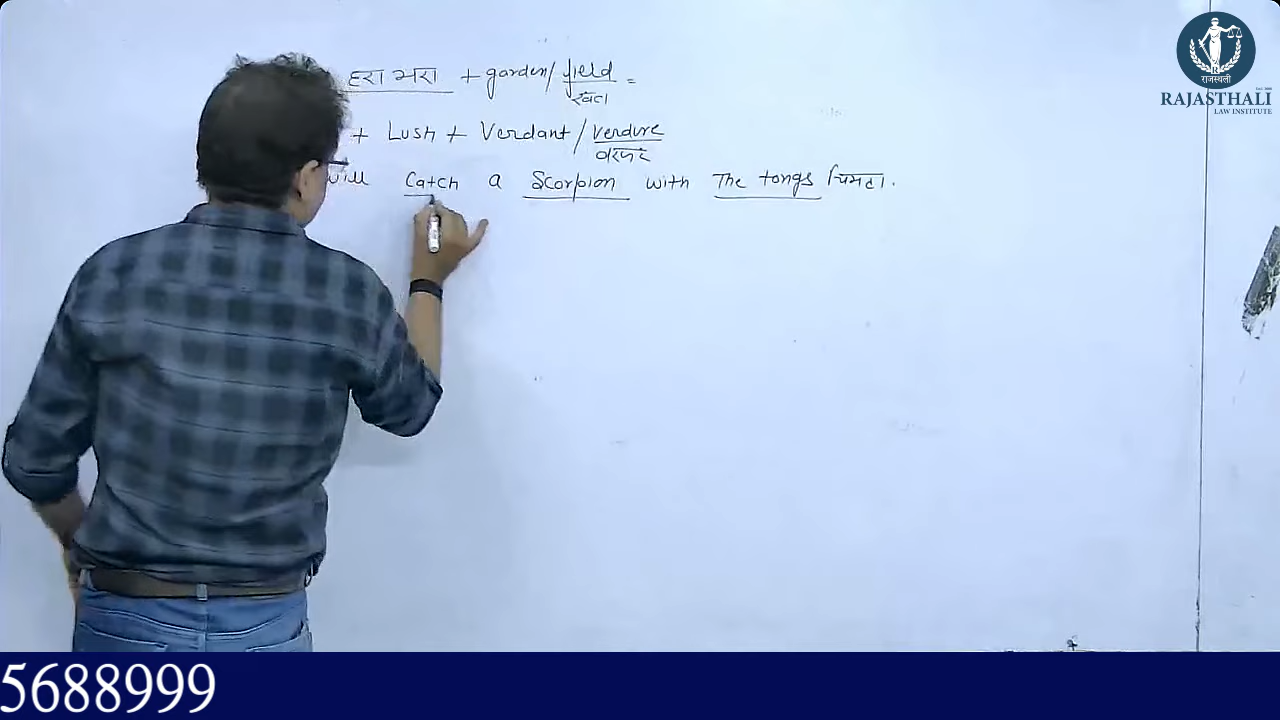 हरा भरा + garden/ field =
खेत
+ Lush + Verdant / verdure
will Catch a Scorpion with The tongs चिमटा.
राजस्थली
RAJASTHALI
LAW INSTITUTE
5688999